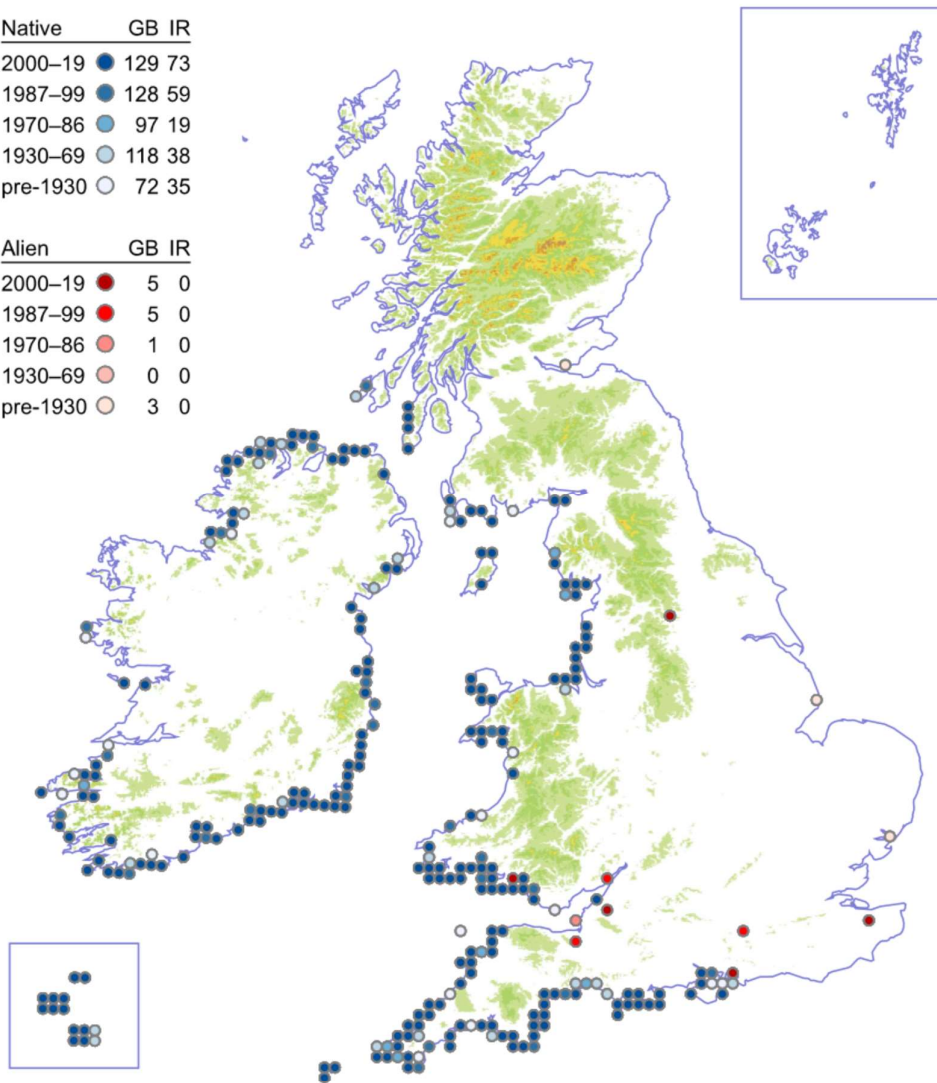 Native GB IR
2000–19 129 73
1987–99 128 59
1970–86 97 19
1930–69 118 38
pre-1930 72 35
Alien GB IR
2000–19 5 0
1987–99 5 0
1970–86 1 0
1930–69 0 0
pre-1930 3 0